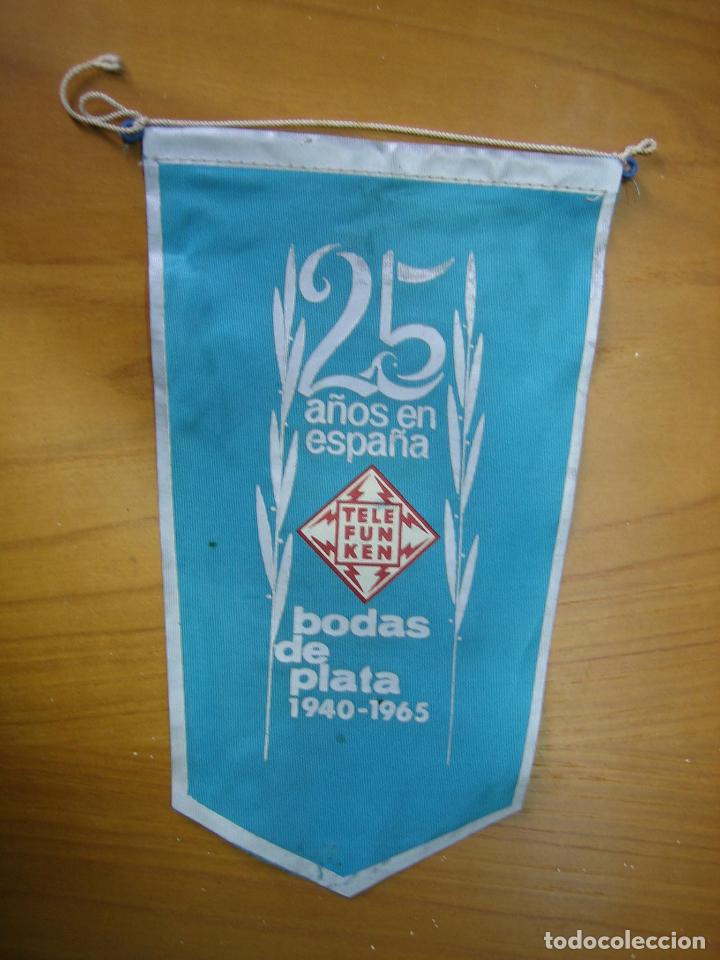 25
años en
españa
TELE
FUN
KEN
bodas
de
plata
1940-1965
todocoleccion